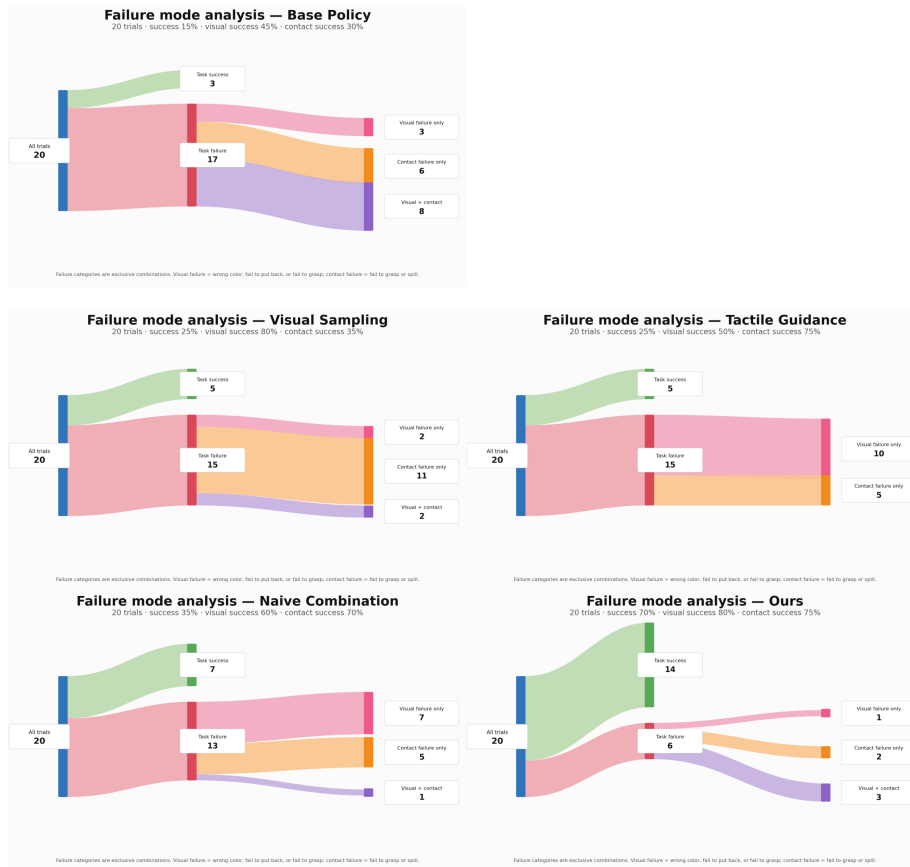 Failure mode analysis — Base Policy
20 trials · success 15% · visual success 45% · contact success 30%
Task success
3
Visual failure only
3
All trials
20
Task failure
17
Contact failure only
6
Visual + contact
8
Failure categories are exclusive combinations. Visual failure = wrong color, fail to put back, or fail to grasp; contact failure = fail to grasp or spill.
Failure mode analysis — Visual Sampling
20 trials · success 25% · visual success 80% · contact success 35%
Task success
5
Visual failure only
2
All trials
20
Task failure
15
Contact failure only
11
Visual + contact
2
Failure categories are exclusive combinations. Visual failure = wrong color, fail to put back, or fail to grasp; contact failure = fail to grasp or spill.
Failure mode analysis — Tactile Guidance
20 trials · success 25% · visual success 50% · contact success 75%
Task success
5
Visual failure only
10
All trials
20
Task failure
15
Contact failure only
5
Failure categories are exclusive combinations. Visual failure = wrong color, fail to put back, or fail to grasp; contact failure = fail to grasp or spill.
Failure mode analysis — Naive Combination
20 trials · success 35% · visual success 60% · contact success 70%
Task success
7
Visual failure only
7
All trials
20
Task failure
13
Contact failure only
5
Visual + contact
1
Failure categories are exclusive combinations. Visual failure = wrong color, fail to put back, or fail to grasp; contact failure = fail to grasp or spill.
Failure mode analysis — Ours
20 trials · success 70% · visual success 80% · contact success 75%
Task success
14
Visual failure only
1
All trials
20
Task failure
6
Contact failure only
2
Visual + contact
3
Failure categories are exclusive combinations. Visual failure = wrong color, fail to put back, or fail to grasp; contact failure = fail to grasp or spill.